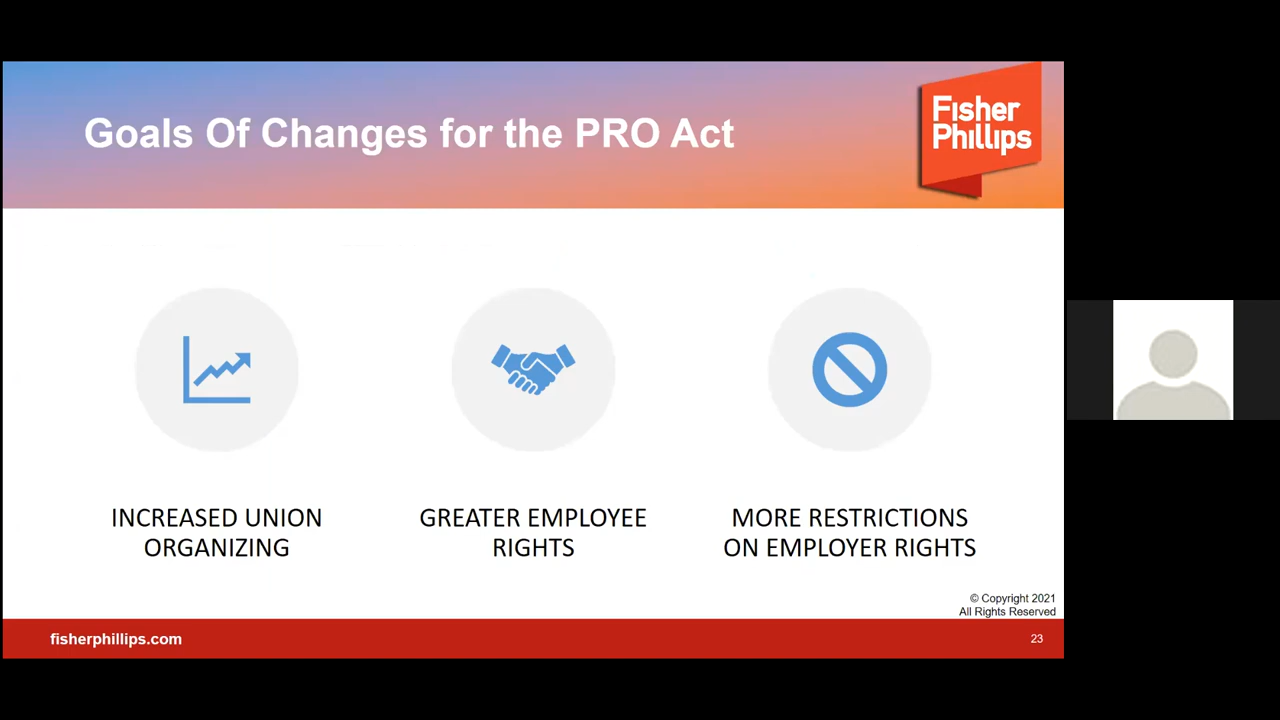 Goals Of Changes for the PRO Act
Fisher
Phillips
INCREASED UNION
ORGANIZING
GREATER EMPLOYEE
RIGHTS
MORE RESTRICTIONS
ON EMPLOYER RIGHTS
© Copyright 2021
All Rights Reserved
fisherphillips.com
23